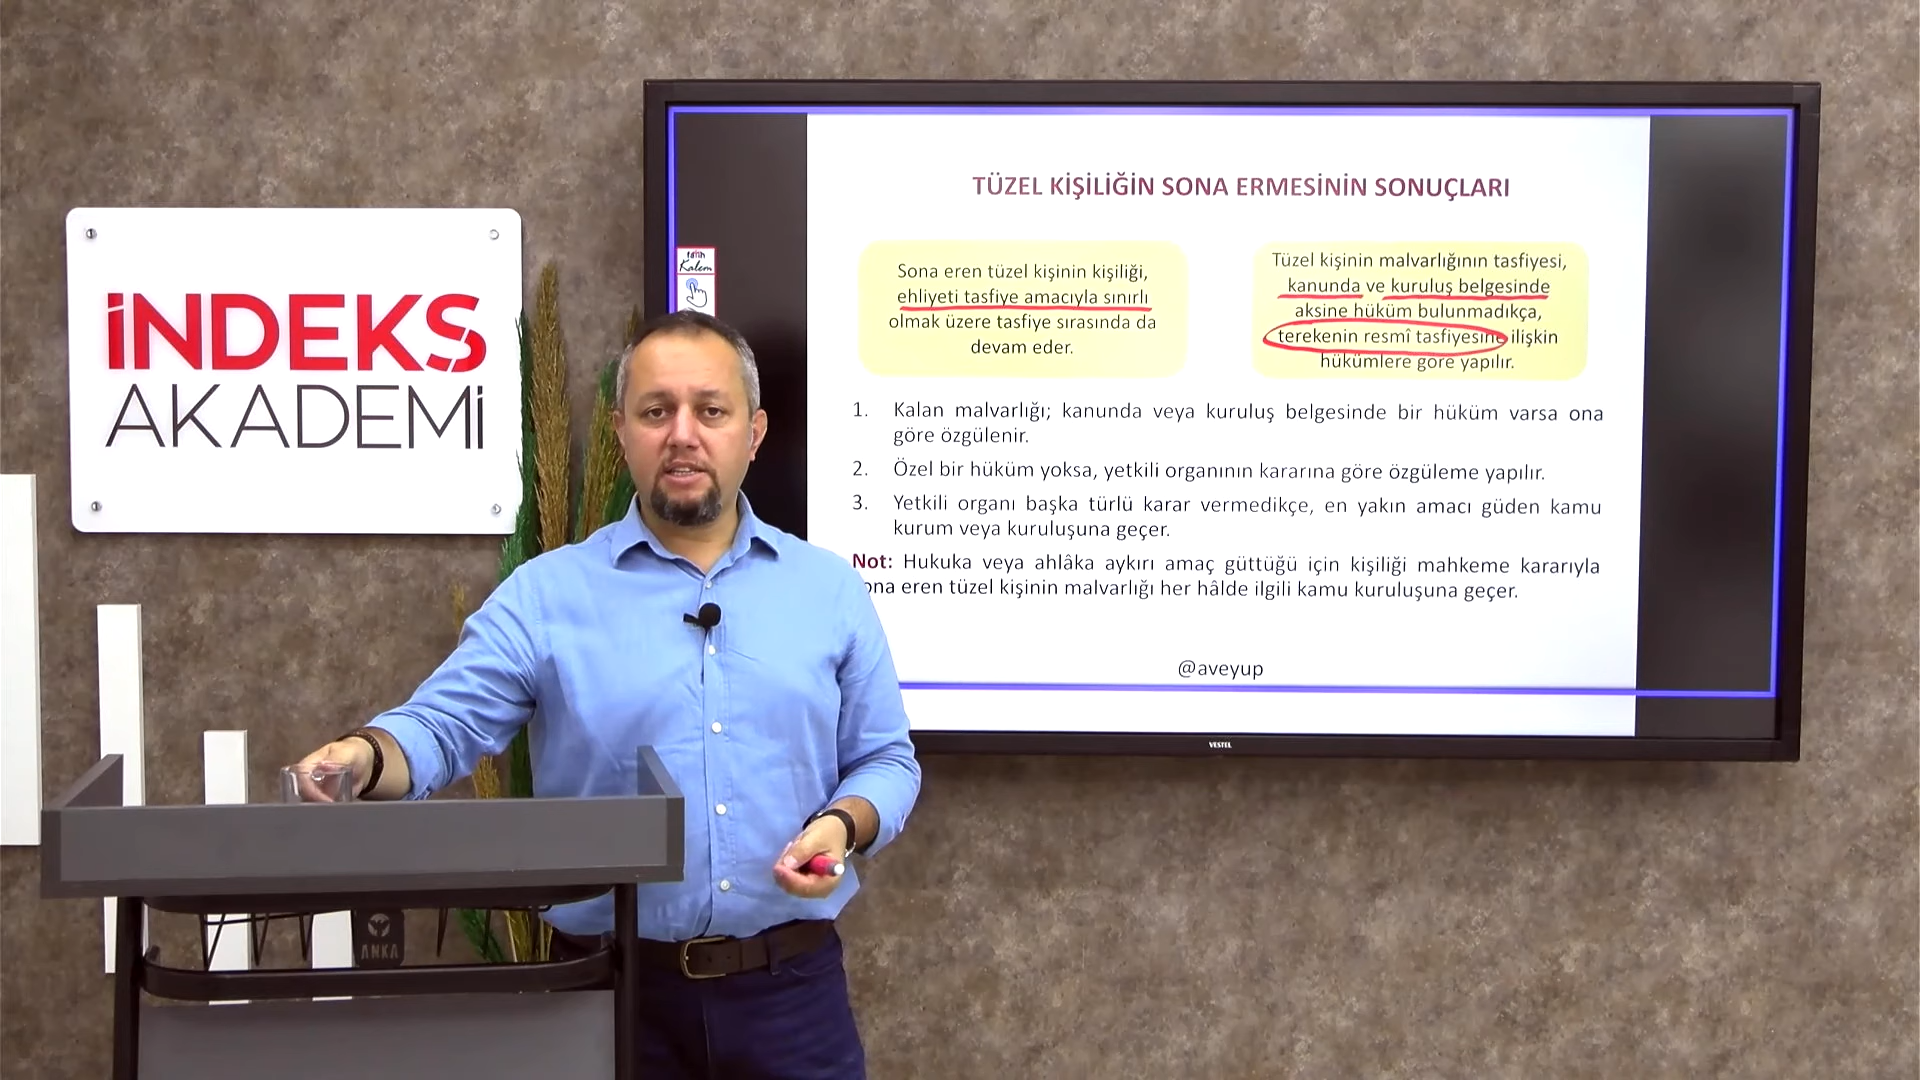 İNDEKS
AKADEMİ
Kalem
TÜZEL KİŞİLİĞİN SONA ERMESİNİN SONUÇLARI
Sona eren tüzel kişinin kişiliği,
ehliyeti tasfiye amacıyla sınırlı
olmak üzere tasfiye sırasında da
devam eder.
Tüzel kişinin malvarlığının tasfiyesi,
kanunda ve kuruluş belgesinde
aksine hüküm bulunmadıkça,
terekenin resmî tasfiyesine ilişkin
hükümlere göre yapılır.
1. Kalan malvarlığı; kanunda veya kuruluş belgesinde bir hüküm varsa ona
göre özgülenir.
2. Özel bir hüküm yoksa, yetkili organının kararına göre özgüleme yapılır.
3. Yetkili organı başka türlü karar vermedikçe, en yakın amacı güden kamu
kurum veya kuruluşuna geçer.
Not: Hukuka veya ahlâka aykırı amaç güttüğü için kişiliği mahkeme kararıyla
ona eren tüzel kişinin malvarlığı her hâlde ilgili kamu kuruluşuna geçer.
@aveyup
VESTEL
ANKA